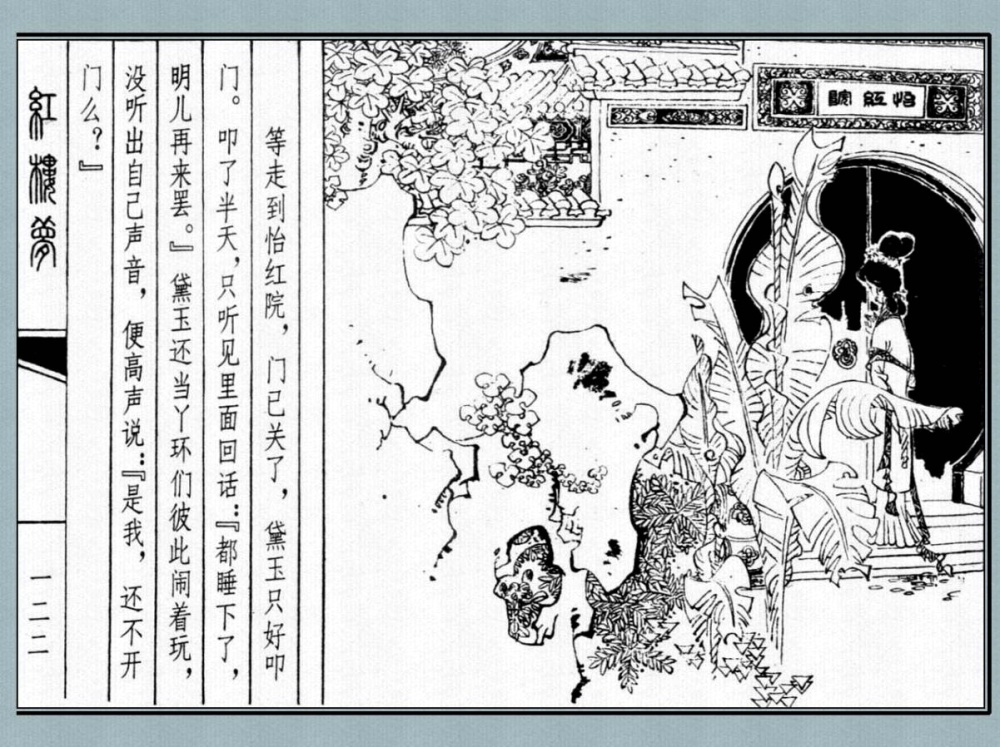 怡红院
等走到怡红院，门已关了，黛玉只好叩
门。叩了半天，只听见里面回话：『都睡下了，
明儿再来罢。』黛玉还当丫环们彼此闹着玩，
没听出自己声音，便高声说：『是我，还不开
门么？』
紅樓夢
一二二